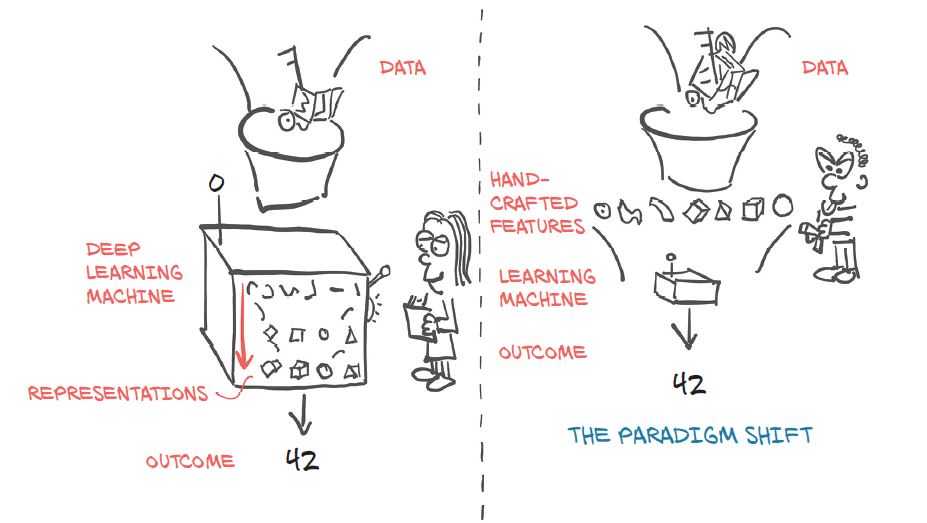 DATA
DEEP
LEARNING
MACHINE
REPRESENTATIONS
OUTCOME
42
DATA
HAND-
CRAFTED
FEATURES
LEARNING
MACHINE
OUTCOME
42
THE PARADIGM SHIFT